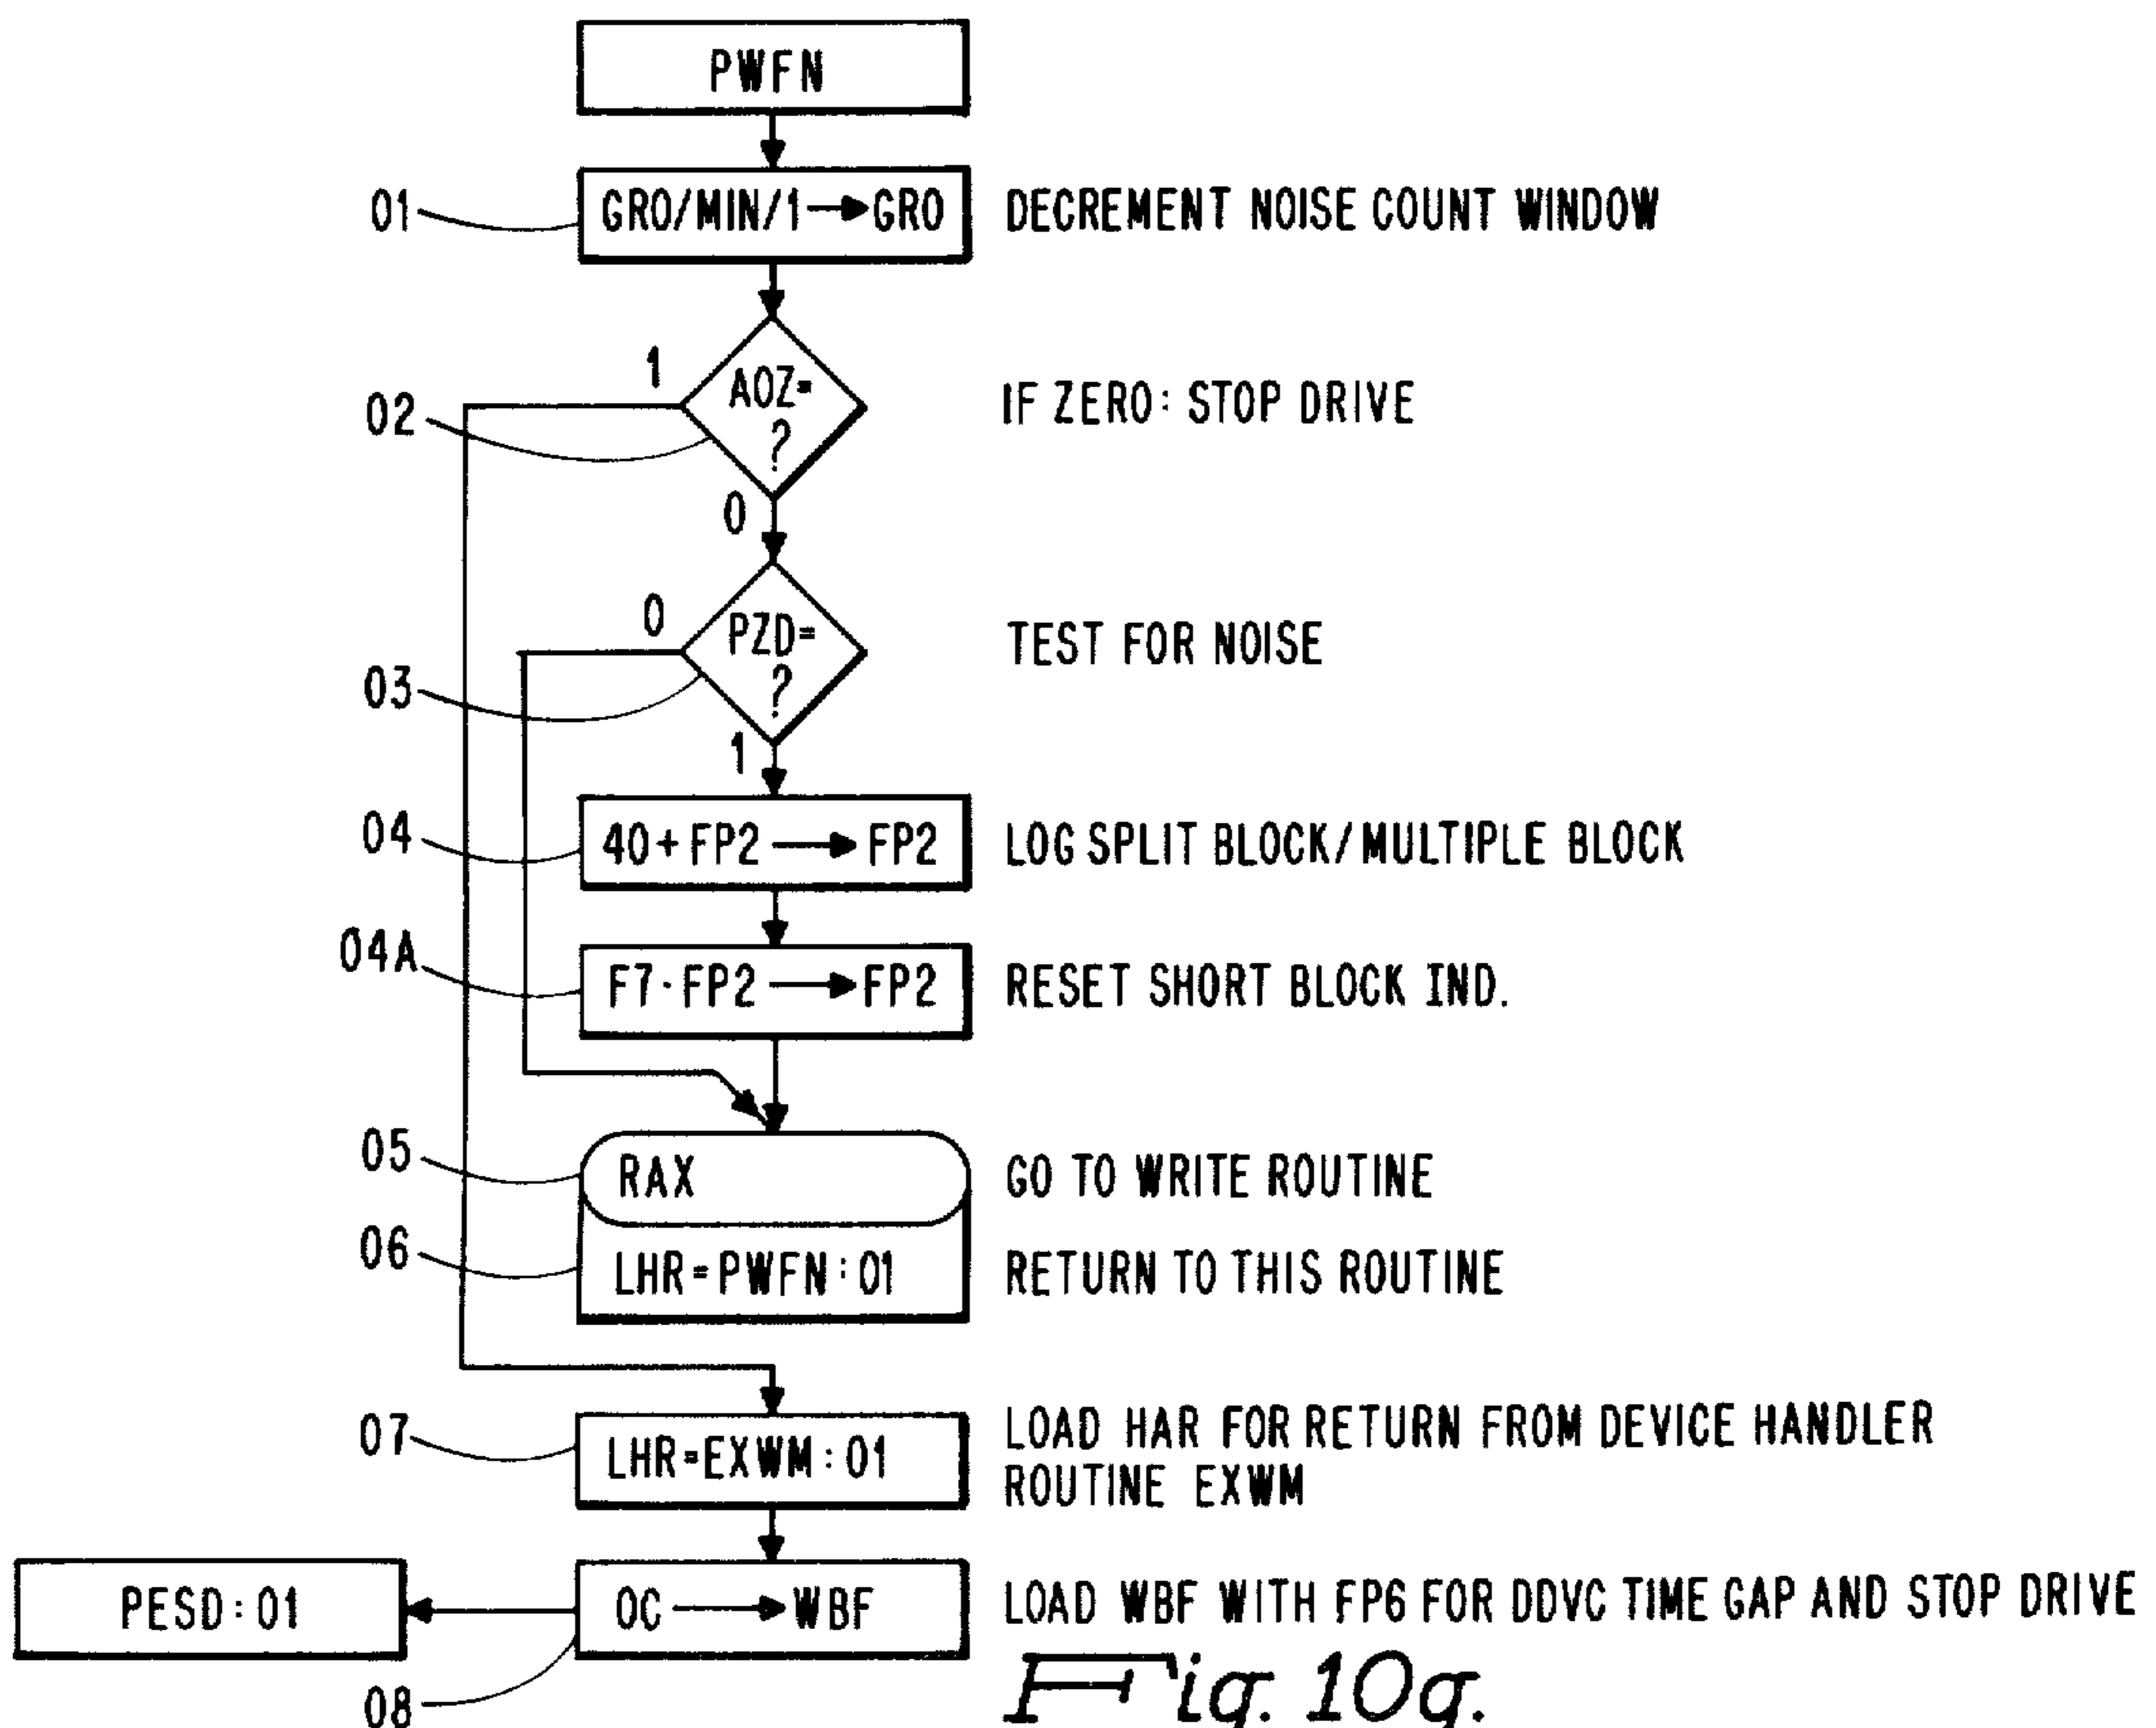 PWFN
01 GR0/MIN/1→GR0 DECREMENT NOISE COUNT WINDOW
1
02 AOZ= ? IF ZERO: STOP DRIVE
0
0
03 PZD= ? TEST FOR NOISE
1
04 40+FP2→FP2 LOG SPLIT BLOCK/MULTIPLE BLOCK
04A F7·FP2→FP2 RESET SHORT BLOCK IND.
05 RAX GO TO WRITE ROUTINE
06 LHR=PWFN:01 RETURN TO THIS ROUTINE
07 LHR=EXWM:01 LOAD HAR FOR RETURN FROM DEVICE HANDLER
ROUTINE EXWM
PESD:01 0C→WBF LOAD WBF WITH FP6 FOR DDVC TIME GAP AND STOP DRIVE
08
Fig. 10g.